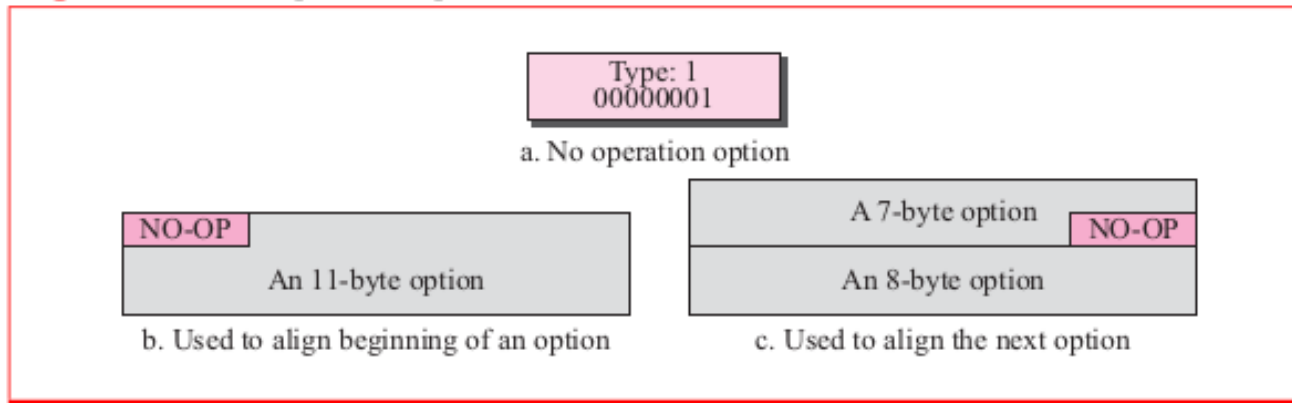 Type: 1
00000001
a. No operation option
NO-OP
An 11-byte option
b. Used to align beginning of an option
A 7-byte option
NO-OP
An 8-byte option
c. Used to align the next option